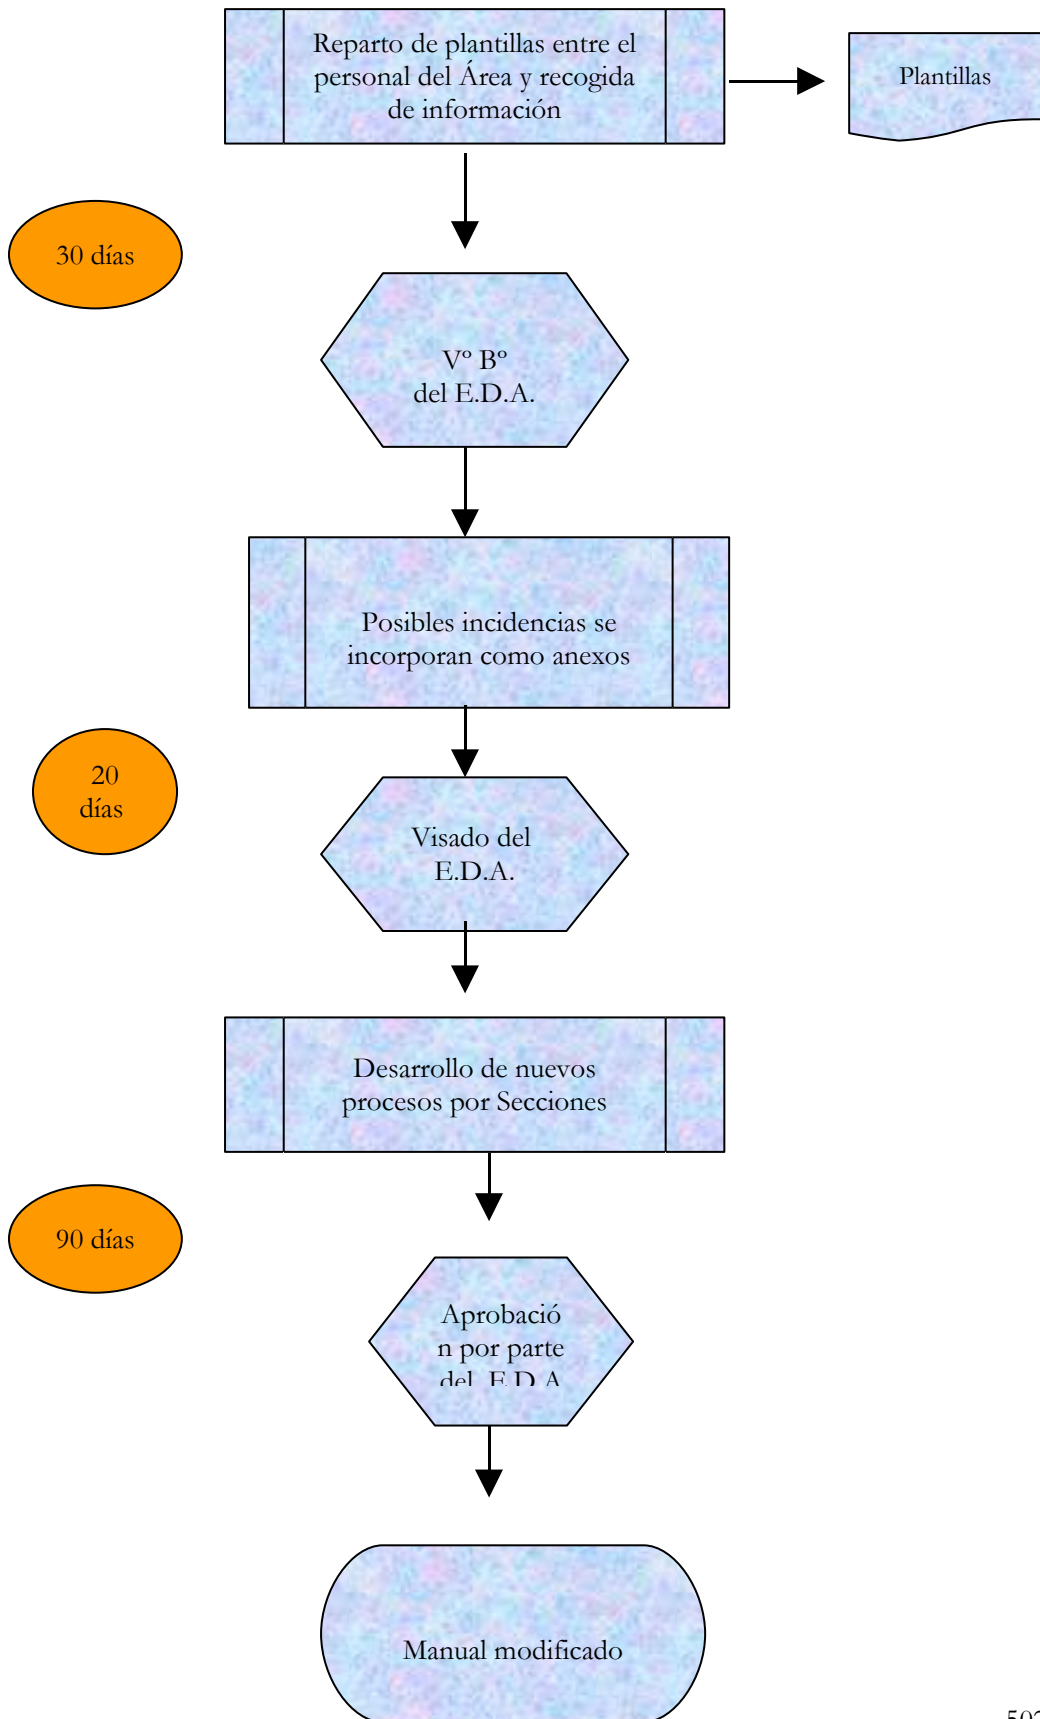 Reparto de plantillas entre el
personal del Área y recogida
de información
Plantillas
30 días
Vº Bº
del E.D.A.
Posibles incidencias se
incorporan como anexos
20
días
Visado del
E.D.A.
Desarrollo de nuevos
procesos por Secciones
90 días
Aprobació
n por parte
del E.D.A
Manual modificado